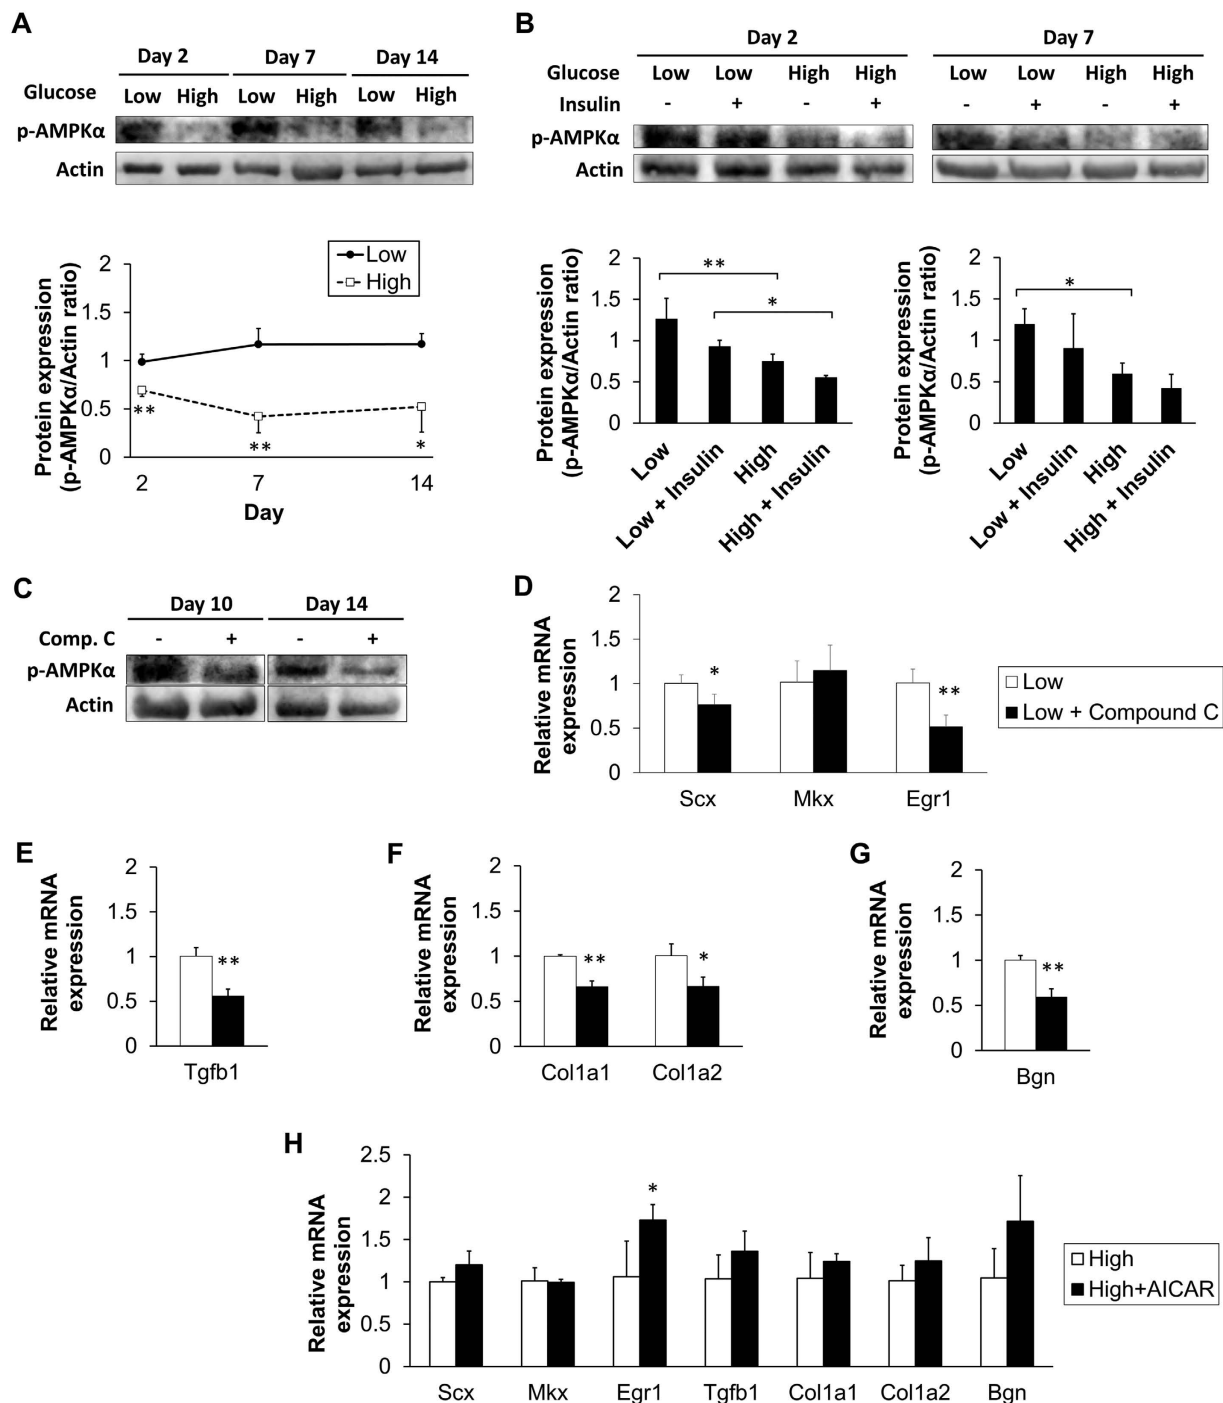 A
Day 2 Day 7 Day 14
Glucose Low High Low High Low High
p-AMPKα
Actin
Protein expression
(p-AMPKα/Actin ratio)
2
1.5
1
0.5
0
Low
High
** ** *
2 7 14
Day
B
Day 2 Day 7
Glucose Low Low High High Low Low High High
Insulin - + - + - + - +
p-AMPKα
Actin
Protein expression
(p-AMPKα/Actin ratio)
2
1.5
1
0.5
0
**
*
Low
Low + Insulin
High
High + Insulin
Protein expression
(p-AMPKα/Actin ratio)
2
1.5
1
0.5
0
*
Low
Low + Insulin
High
High + Insulin
C
Day 10 Day 14
Comp. C - + - +
p-AMPKα
Actin
D
Relative mRNA
expression
2
1.5
1
0.5
0
* **
Scx Mkx Egr1
Low
Low + Compound C
E
Relative mRNA
expression
2
1.5
1
0.5
0
**
Tgfb1
F
Relative mRNA
expression
2
1.5
1
0.5
0
** *
Col1a1 Col1a2
G
Relative mRNA
expression
2
1.5
1
0.5
0
**
Bgn
H
Relative mRNA
expression
2.5
2
1.5
1
0.5
0
*
Scx Mkx Egr1 Tgfb1 Col1a1 Col1a2 Bgn
High
High+AICAR